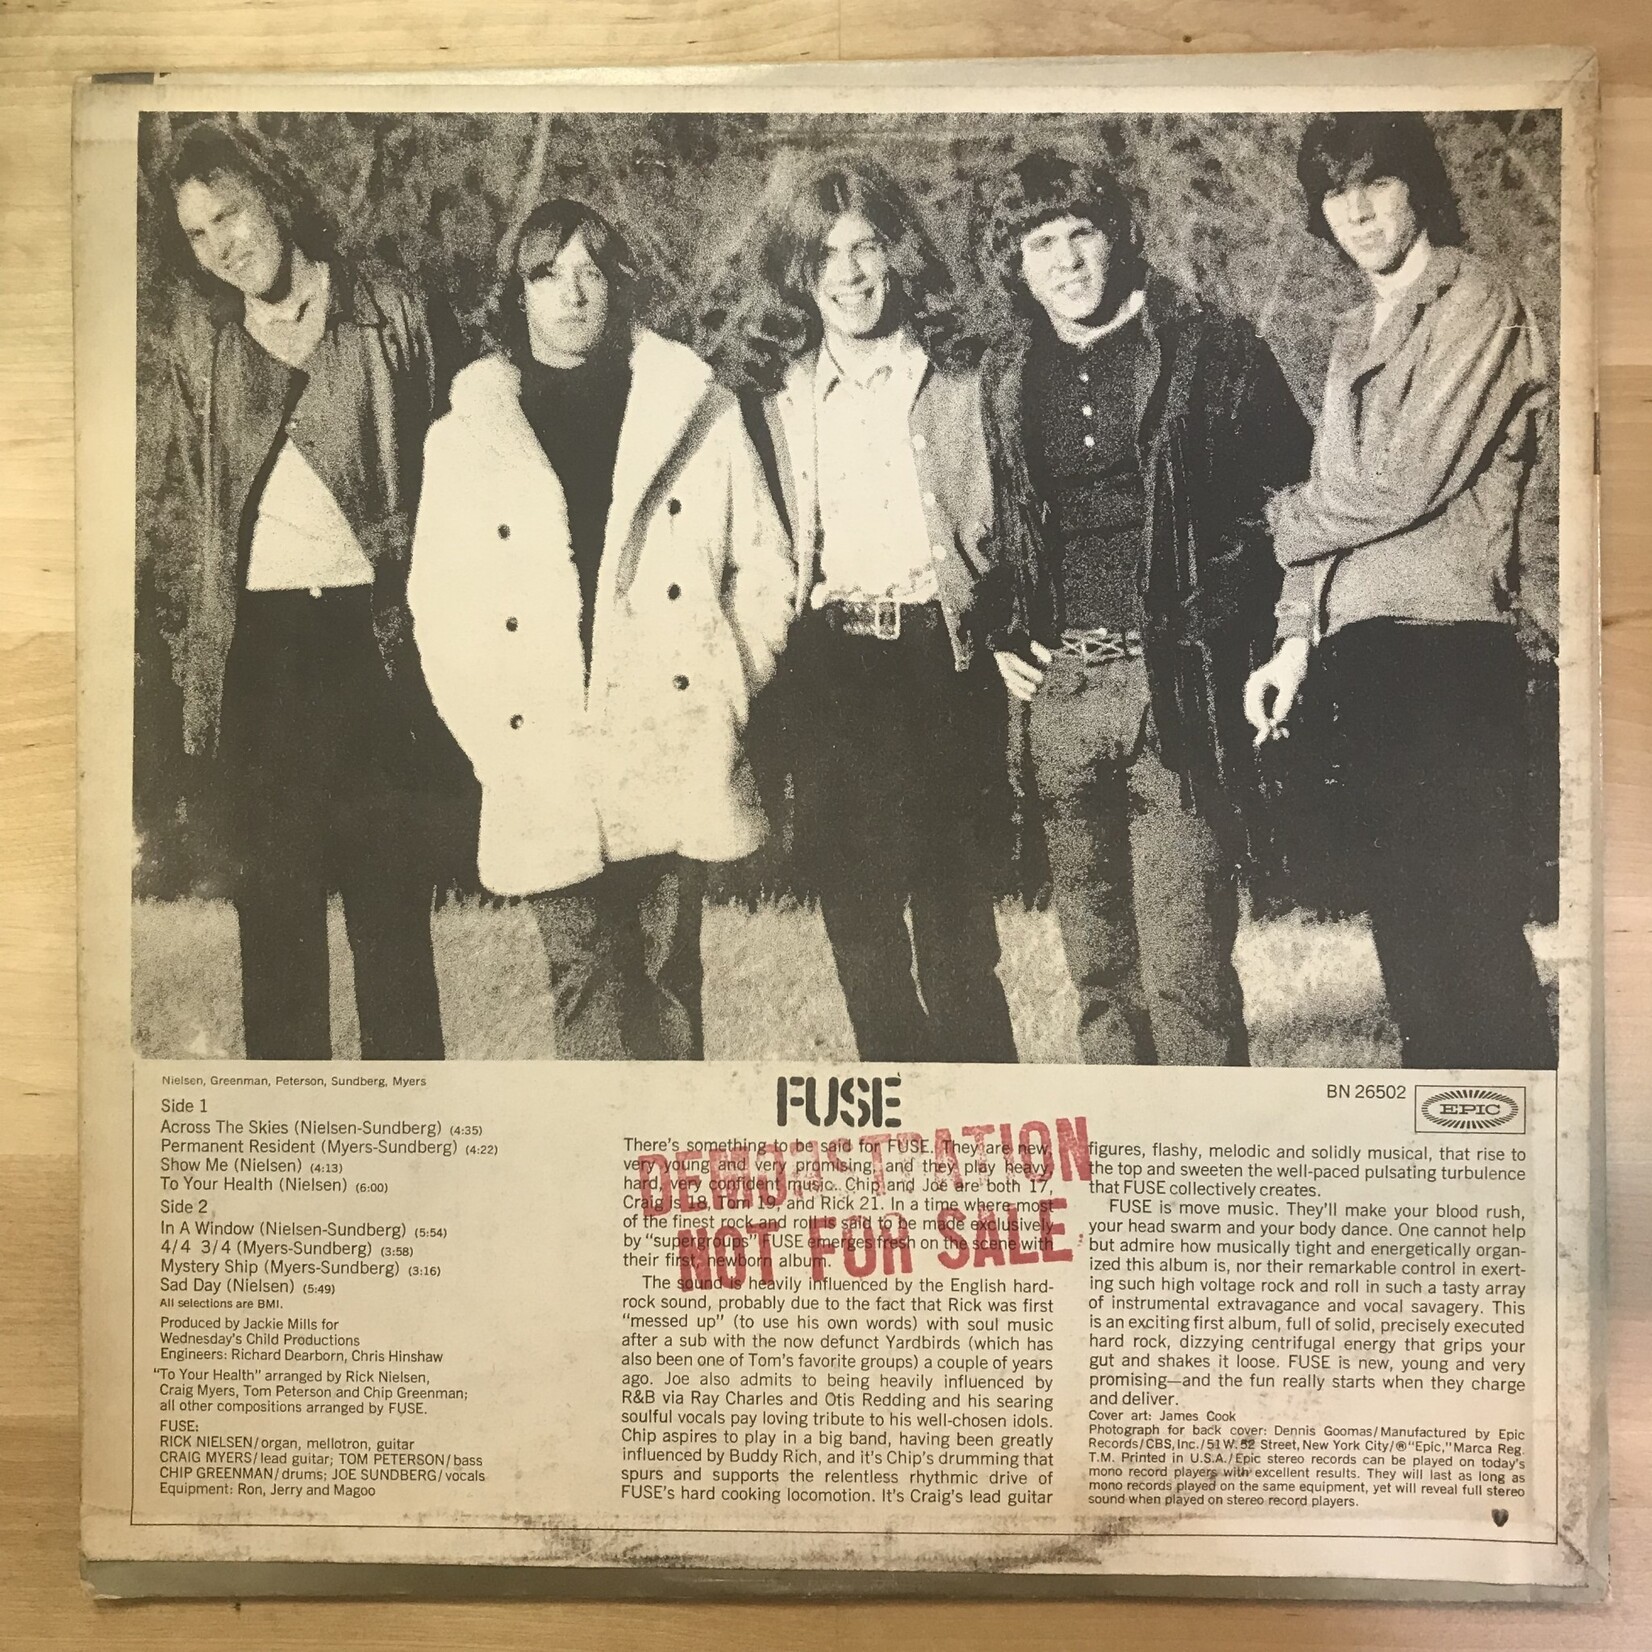 Nielsen, Greenman, Peterson, Sundberg, Myers
Side 1
Across The Skies (Nielsen-Sundberg) (4:35)
Permanent Resident (Myers-Sundberg) (4:22)
Show Me (Nielsen) (4:13)
To Your Health (Nielsen) (6:00)
Side 2
In A Window (Nielsen-Sundberg) (5:54)
4/4 3/4 (Myers-Sundberg) (3:58)
Mystery Ship (Myers-Sundberg) (3:16)
Sad Day (Nielsen) (5:49)
All selections are BMI.
Produced by Jackie Mills for
Wednesday's Child Productions
Engineers: Richard Dearborn, Chris Hinshaw
"To Your Health" arranged by Rick Nielsen,
Craig Myers, Tom Peterson and Chip Greenman;
all other compositions arranged by FUSE.
FUSE:
RICK NIELSEN/organ, mellotron, guitar
CRAIG MYERS/lead guitar; TOM PETERSON/bass
CHIP GREENMAN/drums; JOE SUNDBERG/vocals
Equipment: Ron, Jerry and Magoo
FUSE
DEMONSTRATION
NOT FOR SALE
There's something to be said for FUSE. They are new,
very young and very promising, and they play heavy,
hard, very confident music. Chip and Joe are both 17,
Craig is 18, Tom 19, and Rick 21. In a time where most
of the finest rock and roll is said to be made exclusively
by "supergroups" FUSE emerges fresh on the scene with
their first, newborn album.
The sound is heavily influenced by the English hard-
rock sound, probably due to the fact that Rick was first
"messed up" (to use his own words) with soul music
after a sub with the now defunct Yardbirds (which has
also been one of Tom's favorite groups) a couple of years
ago. Joe also admits to being heavily influenced by
R&B via Ray Charles and Otis Redding and his searing
soulful vocals pay loving tribute to his well-chosen idols.
Chip aspires to play in a big band, having been greatly
influenced by Buddy Rich, and it's Chip's drumming that
spurs and supports the relentless rhythmic drive of
FUSE's hard cooking locomotion. It's Craig's lead guitar
BN 26502
EPIC
figures, flashy, melodic and solidly musical, that rise to
the top and sweeten the well-paced pulsating turbulence
that FUSE collectively creates.
FUSE is move music. They'll make your blood rush,
your head swarm and your body dance. One cannot help
but admire how musically tight and energetically organ-
ized this album is, nor their remarkable control in exert-
ing such high voltage rock and roll in such a tasty array
of instrumental extravagance and vocal savagery. This
is an exciting first album, full of solid, precisely executed
hard rock, dizzying centrifugal energy that grips your
gut and shakes it loose. FUSE is new, young and very
promising—and the fun really starts when they charge
and deliver.
Cover art: James Cook
Photograph for back cover: Dennis Goomas/Manufactured by Epic
Records/CBS, Inc./51 W. 52 Street, New York City/®"Epic," Marca Reg.
T.M. Printed in U.S.A./Epic stereo records can be played on today's
mono record players with excellent results. They will last as long as
mono records played on the same equipment, yet will reveal full stereo
sound when played on stereo record players.